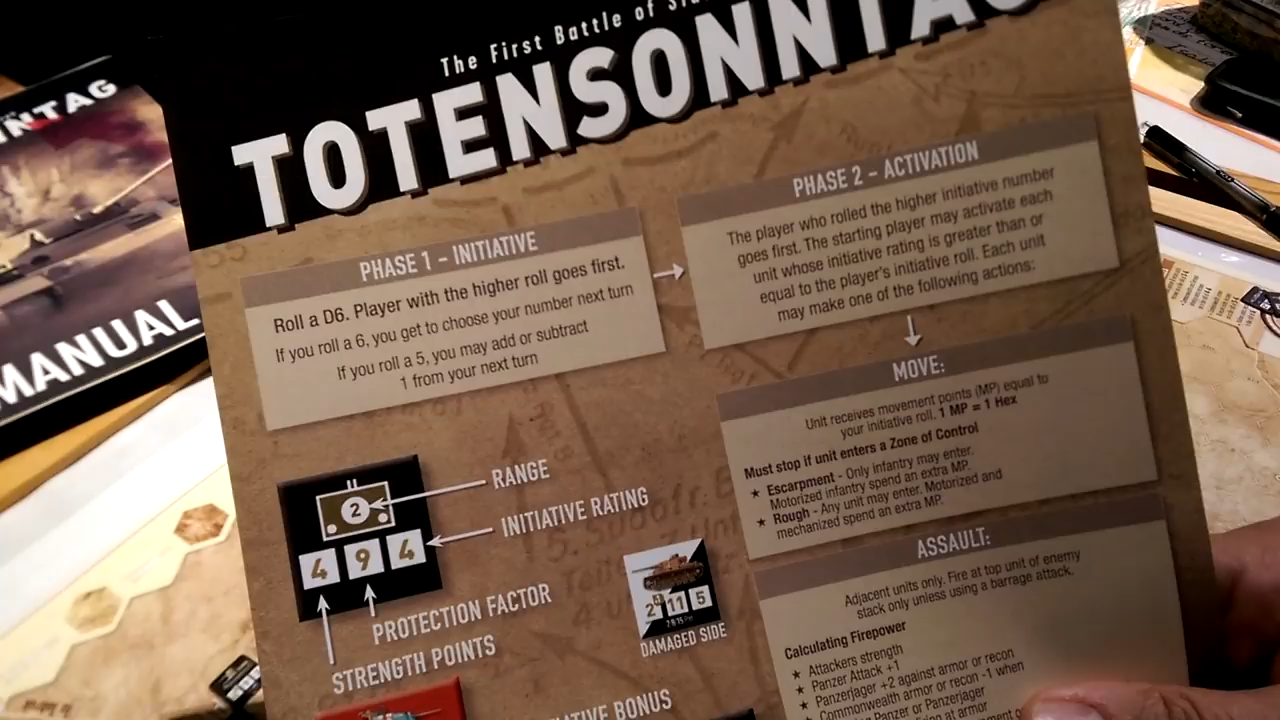 The First Battle of
TOTENSONNTAG
NTAG
MANUAL
PHASE 1 - INITIATIVE
Roll a D6. Player with the higher roll goes first.
If you roll a 6, you get to choose your number next turn
If you roll a 5, you may add or subtract
1 from your next turn
PHASE 2 - ACTIVATION
The player who rolled the higher initiative number
goes first. The starting player may activate each
unit whose initiative rating is greater than or
equal to the player's initiative roll. Each unit
may make one of the following actions:
MOVE:
Unit receives movement points (MP) equal to
your initiative roll. 1 MP = 1 Hex
Must stop if unit enters a Zone of Control
★ Escarpment - Only infantry may enter.
Motorized infantry spend an extra MP.
★ Rough - Any unit may enter. Motorized and
mechanized spend an extra MP.
ASSAULT:
Adjacent units only. Fire at top unit of enemy
stack only unless using a barrage attack.
Calculating Firepower
★ Attackers strength
★ Panzer Attack +1
★ Panzerjager +2 against armor or recon
★ Commonwealth armor or recon -1 when
Panzer or Panzerjager
at armor
2
4 9 4
RANGE
INITIATIVE RATING
PROTECTION FACTOR
STRENGTH POINTS
2 11 5
DAMAGED SIDE
BONUS